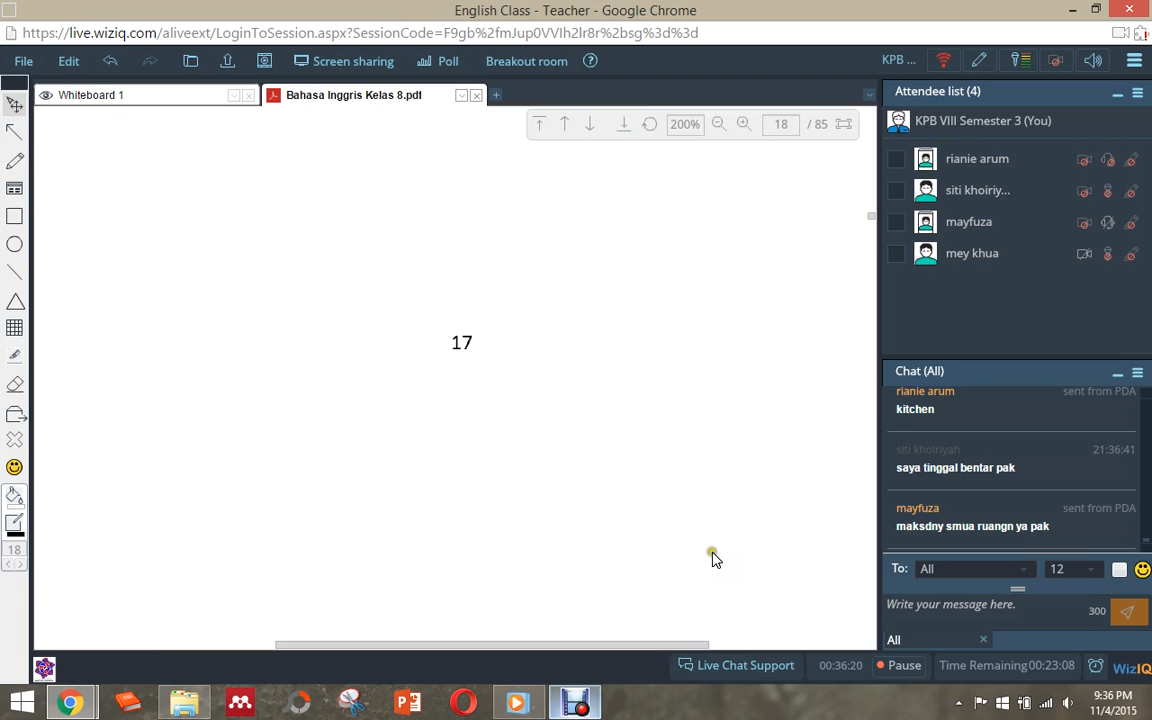 English Class - Teacher - Google Chrome
https://live.wiziq.com/aliveext/LoginToSession.aspx?SessionCode=F9gb%2fmJup0VVIh2lr8r%2bsg%3d%3d
File Edit Screen sharing Poll Breakout room KPB ...
Whiteboard 1 Bahasa Inggris Kelas 8.pdf
Attendee list (4)
200% 18 / 85
KPB VIII Semester 3 (You)
rianie arum
siti khoiriy...
mayfuza
mey khua
17
Chat (All)
rianie arum sent from PDA
kitchen
siti khoiriyah 21:36:41
saya tinggal bentar pak
mayfuza sent from PDA
maksdny smua ruangn ya pak
18
To: All 12
Write your message here. 300
All
Live Chat Support 00:36:20 Pause Time Remaining00:23:08 WizIQ
9:36 PM
11/4/2015